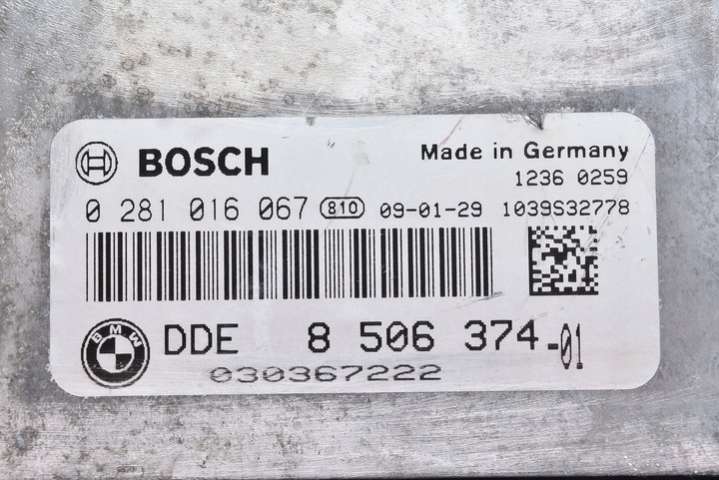 BOSCH Made in Germany
1236 0259
0 281 016 067 810 09-01-29 1039S32778
BMW DDE 8 506 374-01
030367222